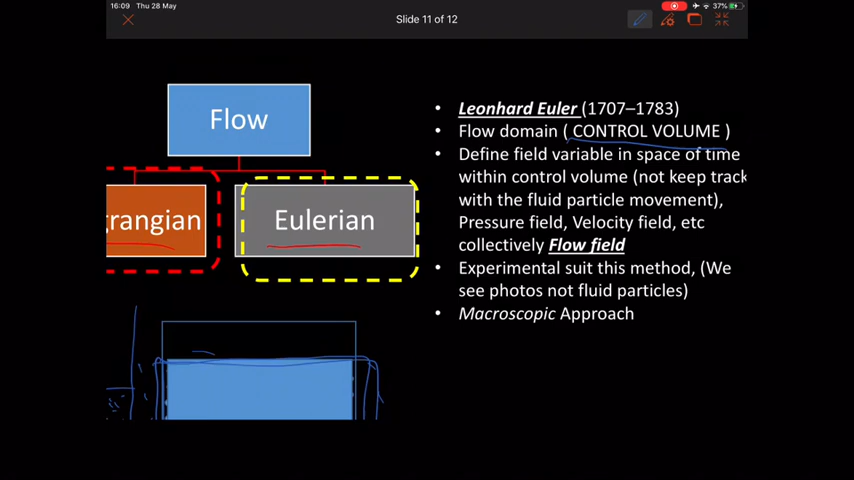 16:09 Thu 28 May
37%
Slide 11 of 12
Flow
grangian
Eulerian
• Leonhard Euler (1707–1783)
• Flow domain ( CONTROL VOLUME )
• Define field variable in space of time
within control volume (not keep track
with the fluid particle movement),
Pressure field, Velocity field, etc
collectively Flow field
• Experimental suit this method, (We
see photos not fluid particles)
• Macroscopic Approach